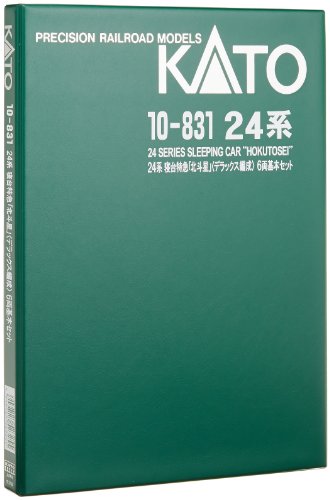 PRECISION RAILROAD MODELS
KATO
10-831 24系
24 SERIES SLEEPING CAR "HOKUTOSEI"
24系 寝台特急「北斗星」(デラックス編成) 6両基本セット
10-831 24系 寝台特急「北斗星」(デラックス編成) 6両基本セット